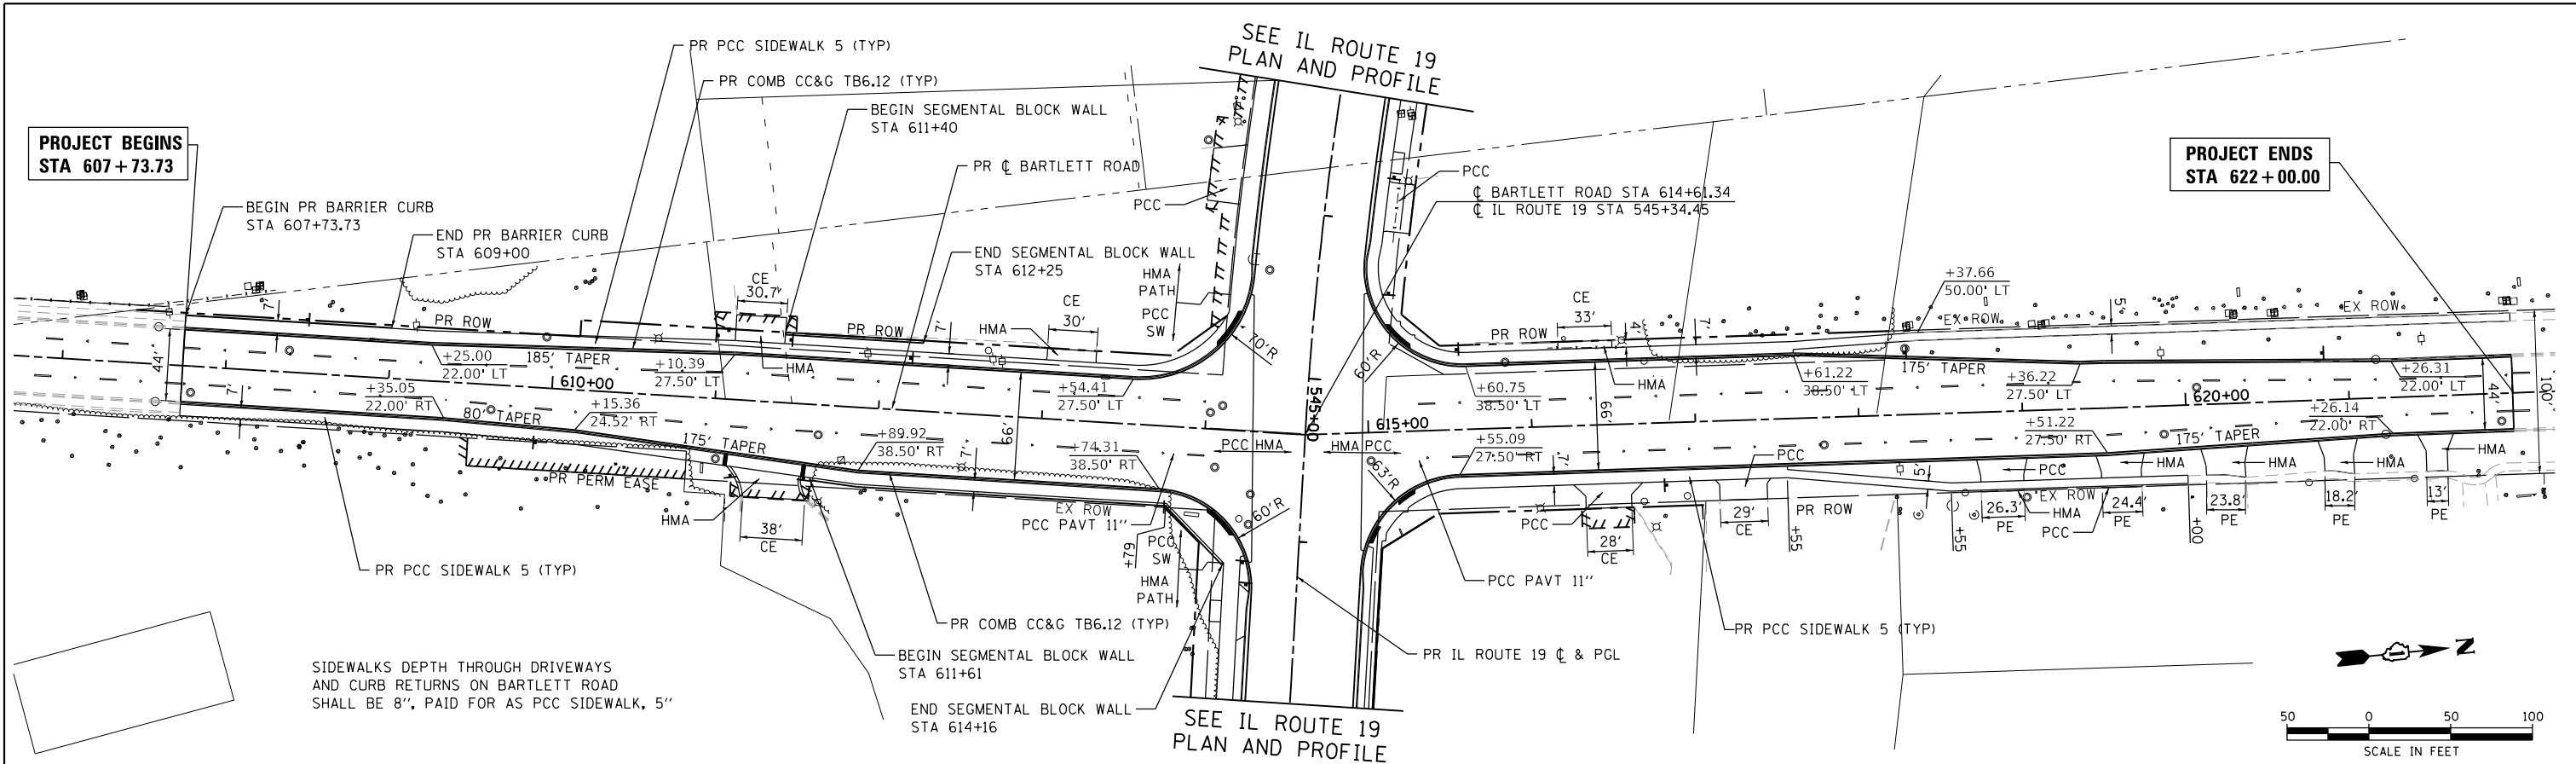 SEE IL ROUTE 19
PLAN AND PROFILE
PR PCC SIDEWALK 5 (TYP)
PR COMB CC&G TB6.12 (TYP)
BEGIN SEGMENTAL BLOCK WALL
STA 611+40
PROJECT BEGINS
STA 607+73.73
PR ℄ BARTLETT ROAD
PCC
PCC
℄ BARTLETT ROAD STA 614+61.34
℄ IL ROUTE 19 STA 545+34.45
PROJECT ENDS
STA 622+00.00
BEGIN PR BARRIER CURB
STA 607+73.73
END PR BARRIER CURB
STA 609+00
END SEGMENTAL BLOCK WALL
STA 612+25
HMA
PATH
PCC
SW
CE
30.7'
CE
30'
CE
33'
+37.66
50.00' LT
EX ROW
EX ROW
5'
7'
PR ROW
PR ROW
7'
HMA
HMA
70'R
60'R
PR ROW
4'
7'
HMA
44'
7'
+25.00
22.00' LT
185' TAPER
610+00
+10.39
27.50' LT
+54.41
27.50' LT
+60.75
38.50' LT
+61.22
38.50' LT
175' TAPER
+36.22
27.50' LT
620+00
+26.31
22.00' LT
44'
100'
+35.05
22.00' RT
80' TAPER
+15.36
24.52' RT
175' TAPER
+89.92
38.50' RT
7'
66'
+74.31
38.50' RT
PCC HMA
545+00
HMA PCC
615+00
+55.09
27.50' RT
66'
+51.22
27.50' RT
175' TAPER
+26.14
22.00' RT
PR PERM EASE
HMA
38'
CE
EX ROW
PCC PAVT 11"
60'R
63'R
7'
PCC
PCC
28'
CE
29'
CE
+55
PR ROW
5'
+55
PCC
HMA
HMA
HMA
HMA
26.3'
PE
EX ROW
HMA
PCC
24.4'
PE
+00
23.8'
PE
18.2'
PE
13'
PE
+79
PCC
SW
HMA
PATH
PCC PAVT 11"
PR PCC SIDEWALK 5 (TYP)
PR COMB CC&G TB6.12 (TYP)
PR PCC SIDEWALK 5 (TYP)
BEGIN SEGMENTAL BLOCK WALL
STA 611+61
PR IL ROUTE 19 ℄ & PGL
N
SIDEWALKS DEPTH THROUGH DRIVEWAYS
AND CURB RETURNS ON BARTLETT ROAD
SHALL BE 8", PAID FOR AS PCC SIDEWALK, 5"
END SEGMENTAL BLOCK WALL
STA 614+16
SEE IL ROUTE 19
PLAN AND PROFILE
50 0 50 100
SCALE IN FEET